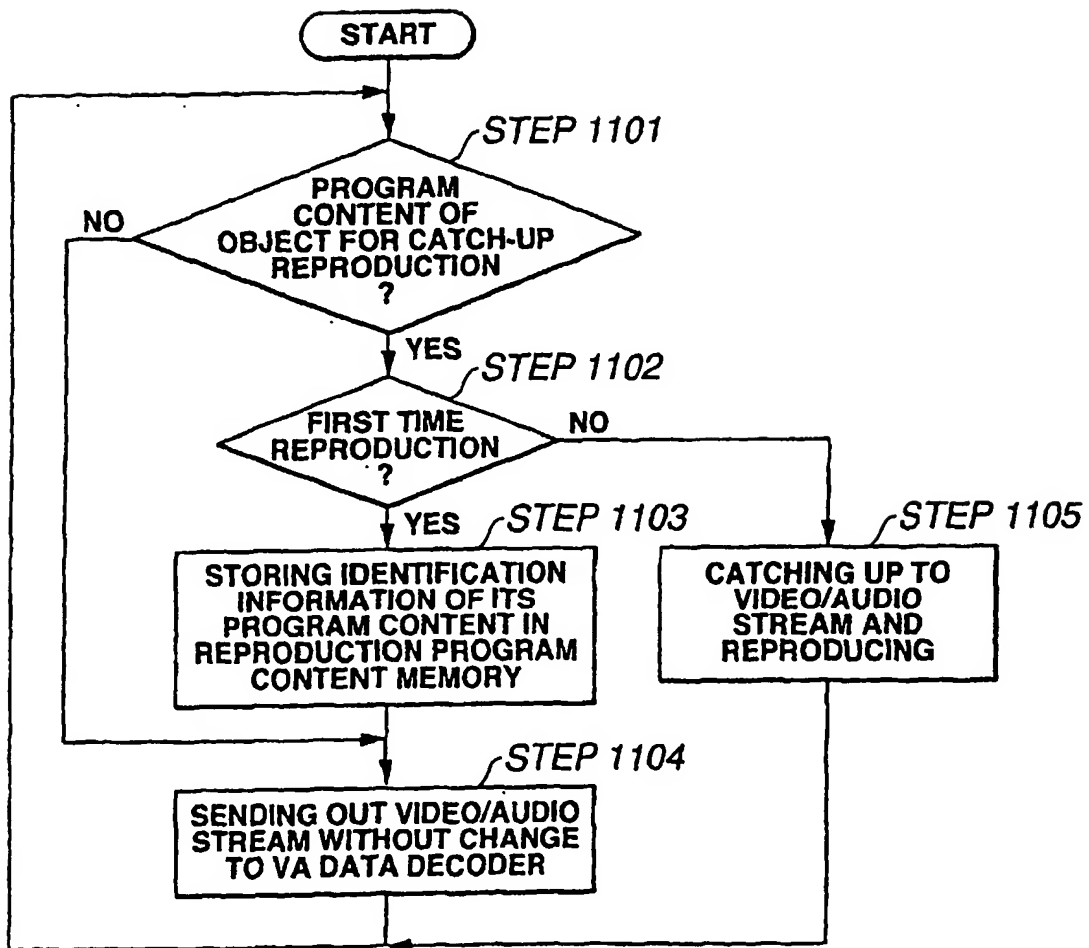 START
STEP 1101
PROGRAM
CONTENT OF
OBJECT FOR CATCH-UP
REPRODUCTION
?
NO
YES
STEP 1102
FIRST TIME
REPRODUCTION
?
NO
YES
STEP 1103
STORING IDENTIFICATION
INFORMATION OF ITS
PROGRAM CONTENT IN
REPRODUCTION PROGRAM
CONTENT MEMORY
STEP 1105
CATCHING UP TO
VIDEO/AUDIO
STREAM AND
REPRODUCING
STEP 1104
SENDING OUT VIDEO/AUDIO
STREAM WITHOUT CHANGE
TO VA DATA DECODER